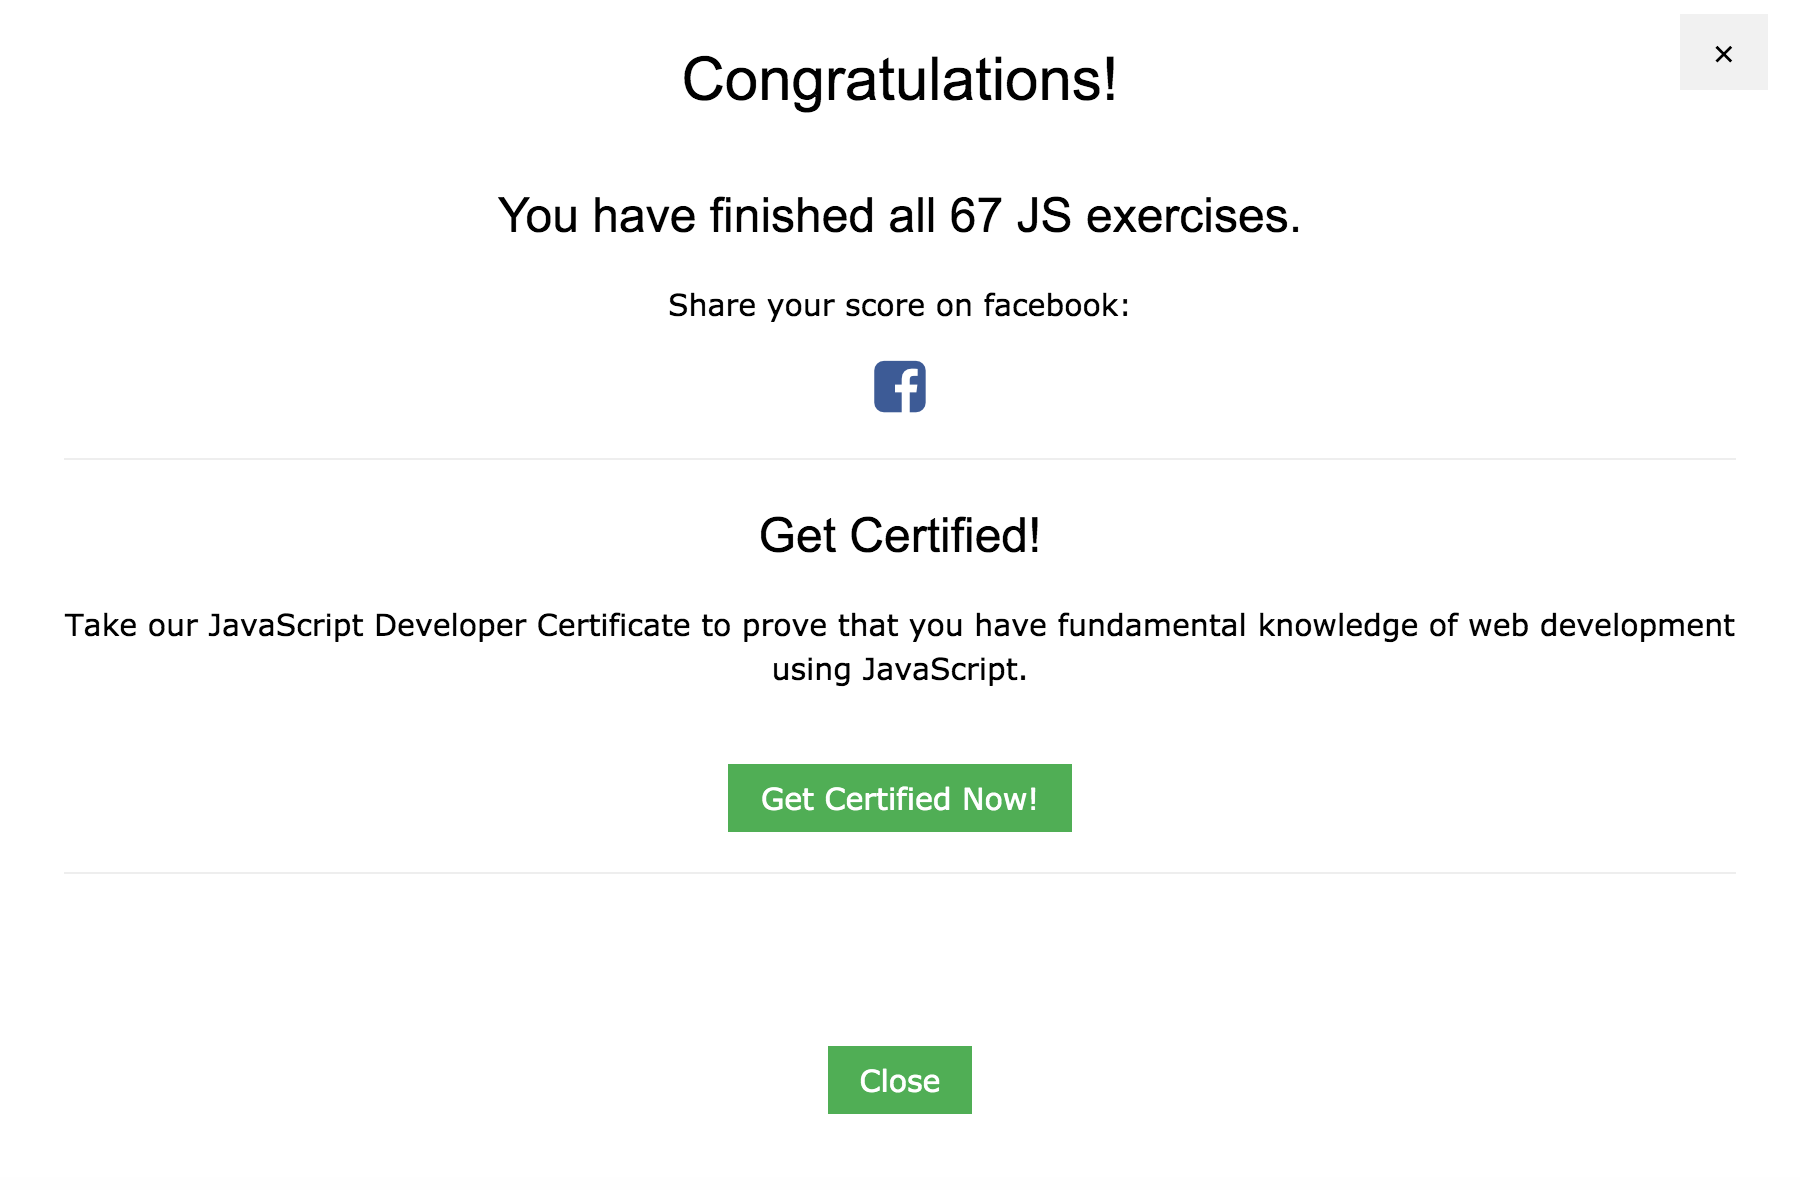 ×
Congratulations!
You have finished all 67 JS exercises.
Share your score on facebook:
Get Certified!
Take our JavaScript Developer Certificate to prove that you have fundamental knowledge of web development
using JavaScript.
Get Certified Now!
Close